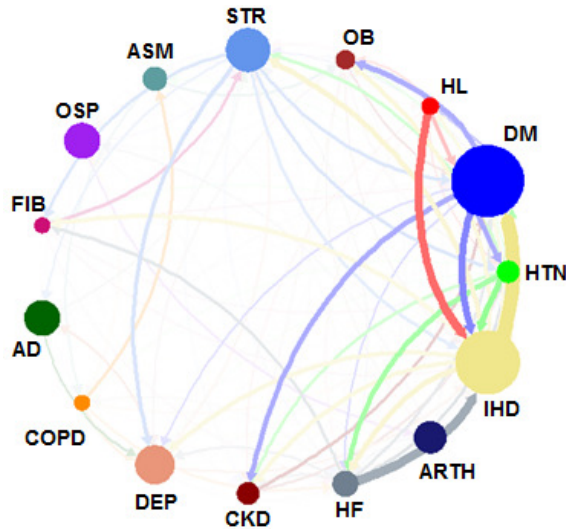 STR
OB
ASM
HL
OSP
DM
FIB
HTN
AD
IHD
COPD
ARTH
DEP
HF
CKD